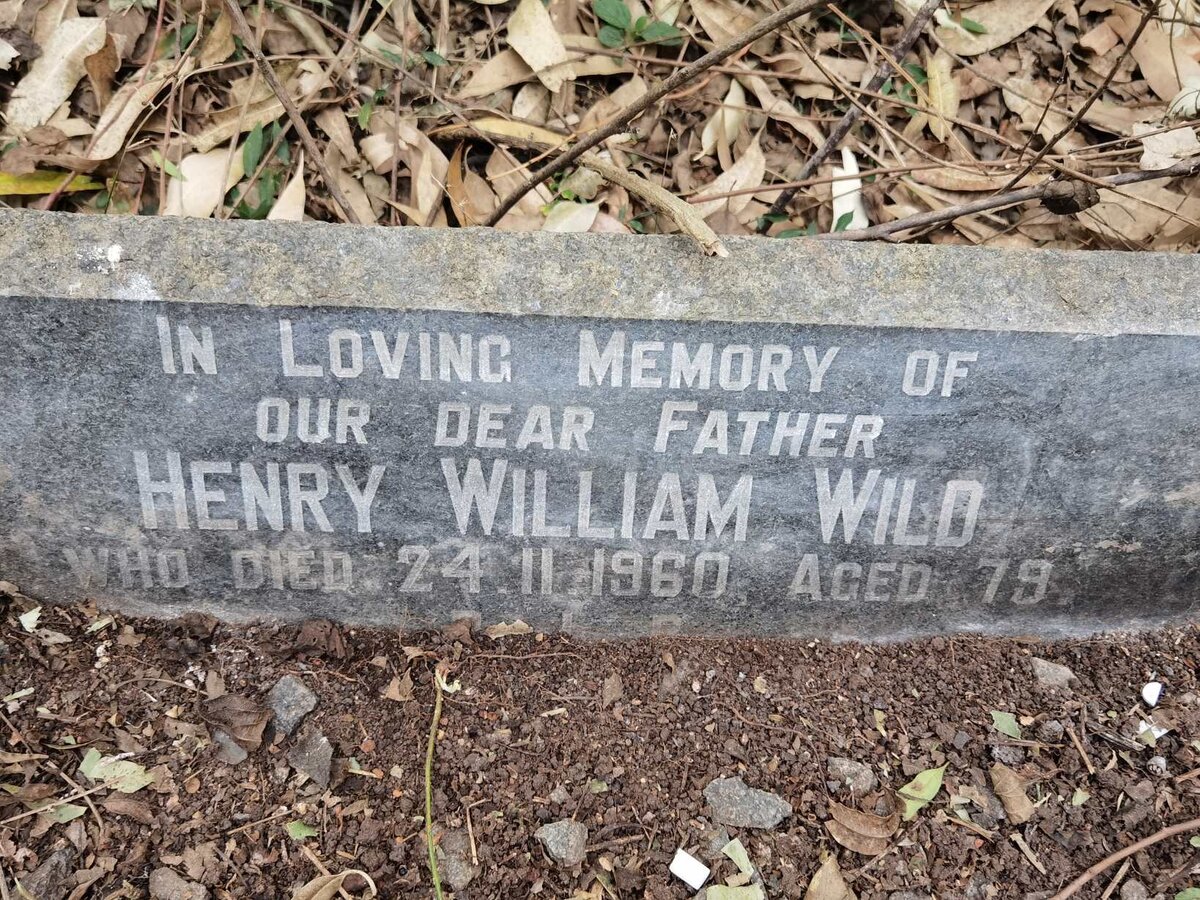 IN LOVING MEMORY OF
OUR DEAR FATHER
HENRY WILLIAM WILD
WHO DIED 24.11.1960 AGED 79.